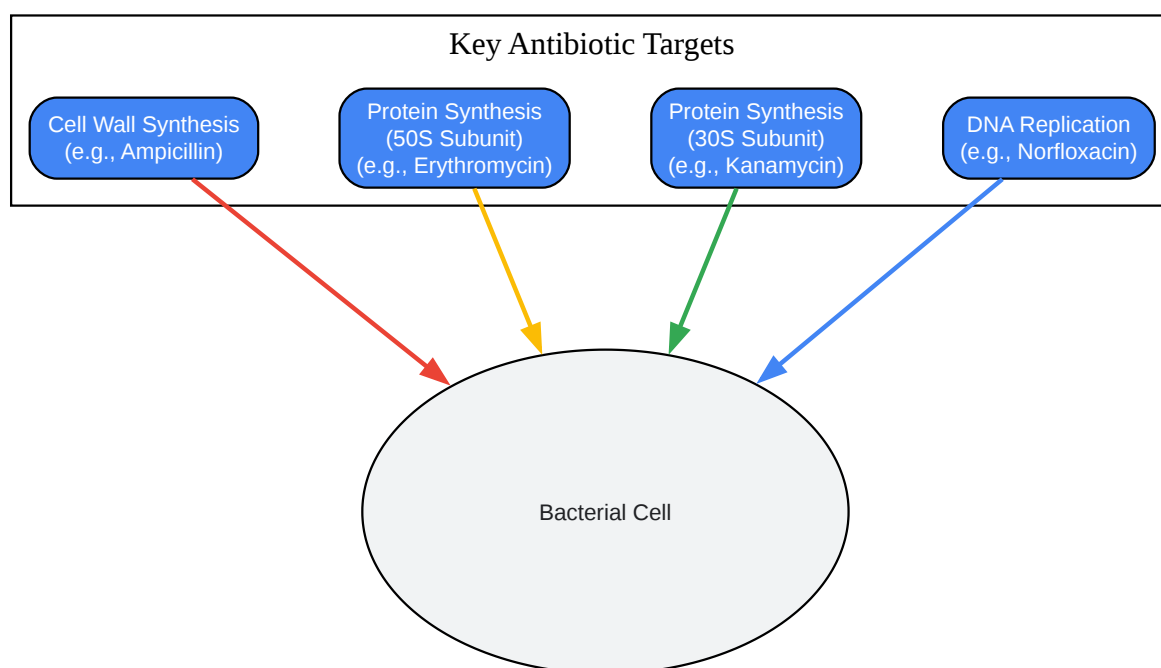 Key Antibiotic Targets
Cell Wall Synthesis
(e.g., Ampicillin)
Protein Synthesis
(50S Subunit)
(e.g., Erythromycin)
Protein Synthesis
(30S Subunit)
(e.g., Kanamycin)
DNA Replication
(e.g., Norfloxacin)
Bacterial Cell